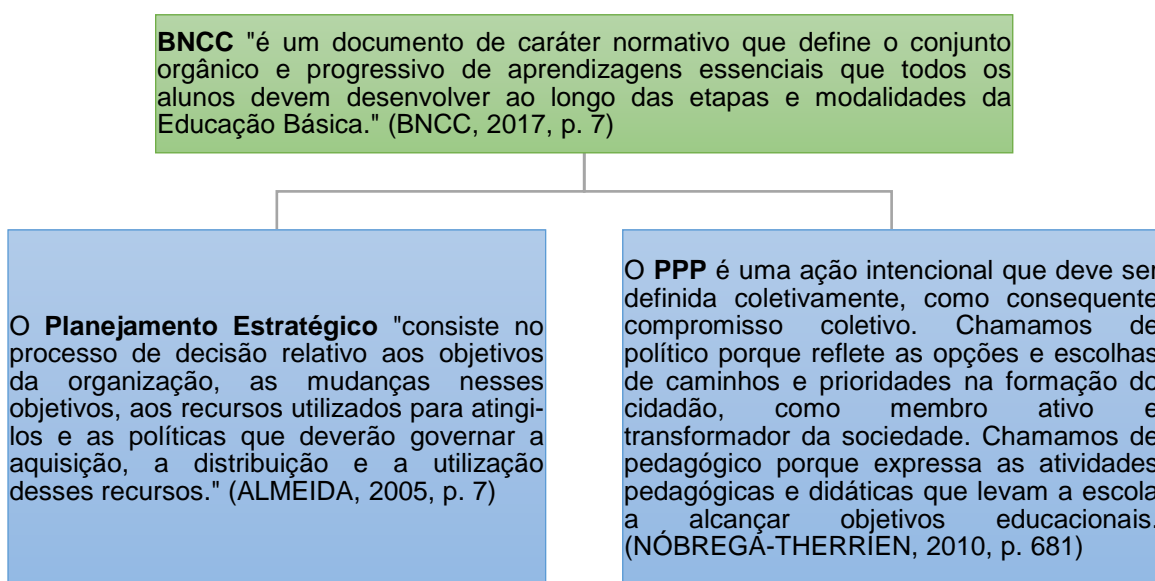 BNCC "é um documento de caráter normativo que define o conjunto
orgânico e progressivo de aprendizagens essenciais que todos os
alunos devem desenvolver ao longo das etapas e modalidades da
Educação Básica." (BNCC, 2017, p. 7)
O Planejamento Estratégico "consiste no
processo de decisão relativo aos objetivos
da organização, as mudanças nesses
objetivos, aos recursos utilizados para atingi-
los e as políticas que deverão governar a
aquisição, a distribuição e a utilização
desses recursos." (ALMEIDA, 2005, p. 7)
O PPP é uma ação intencional que deve ser
definida coletivamente, como consequente
compromisso coletivo. Chamamos de
político porque reflete as opções e escolhas
de caminhos e prioridades na formação do
cidadão, como membro ativo e
transformador da sociedade. Chamamos de
pedagógico porque expressa as atividades
pedagógicas e didáticas que levam a escola
a alcançar objetivos educacionais.
(NÓBREGA-THERRIEN, 2010, p. 681)